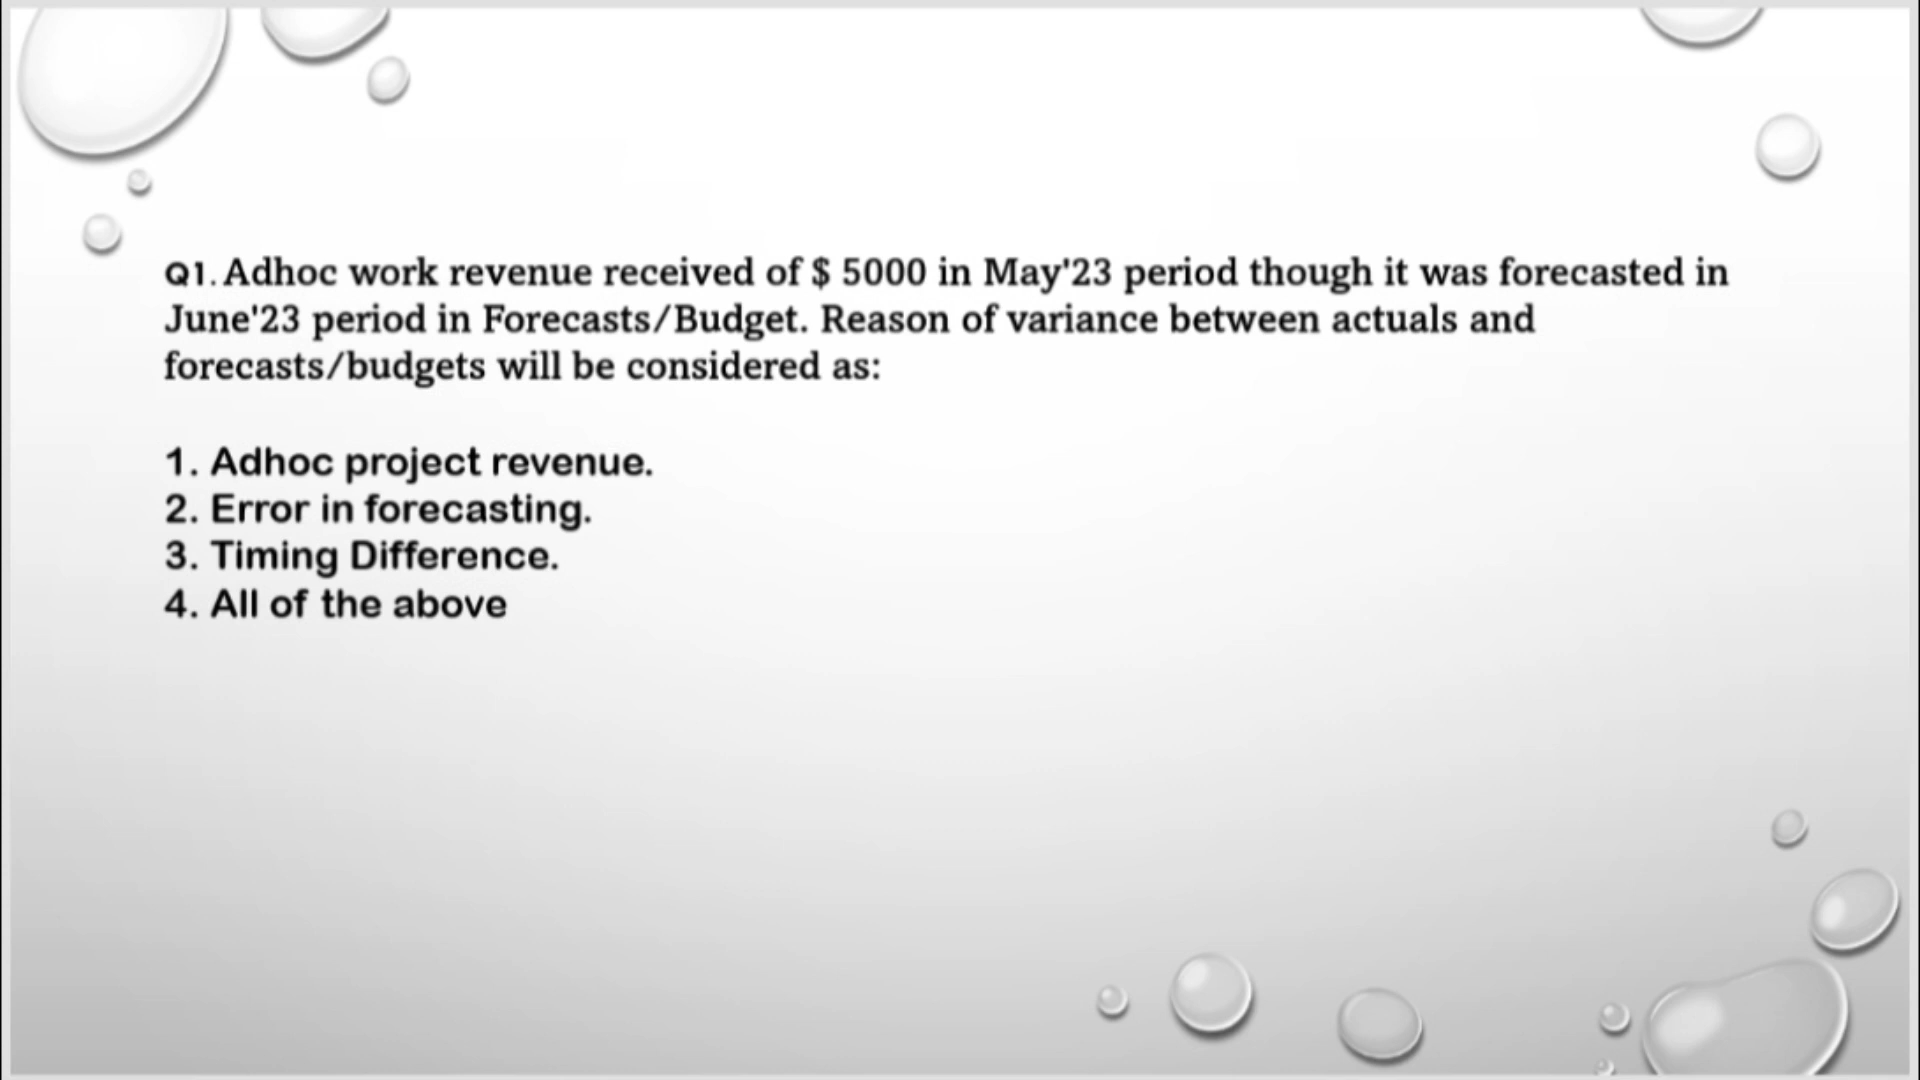 Q1. Adhoc work revenue received of $ 5000 in May'23 period though it was forecasted in
June'23 period in Forecasts/Budget. Reason of variance between actuals and
forecasts/budgets will be considered as:
1. Adhoc project revenue.
2. Error in forecasting.
3. Timing Difference.
4. All of the above